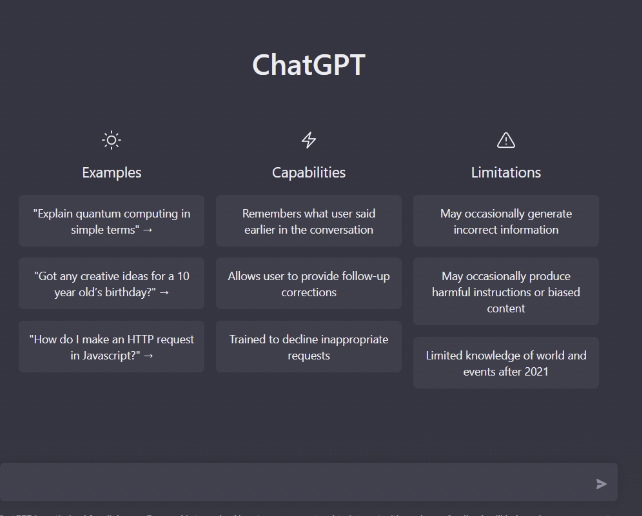 ChatGPT
Examples
"Explain quantum computing in
simple terms" →
"Got any creative ideas for a 10
year old's birthday?" →
"How do I make an HTTP request
in Javascript?" →
Capabilities
Remembers what user said
earlier in the conversation
Allows user to provide follow-up
corrections
Trained to decline inappropriate
requests
Limitations
May occasionally generate
incorrect information
May occasionally produce
harmful instructions or biased
content
Limited knowledge of world and
events after 2021